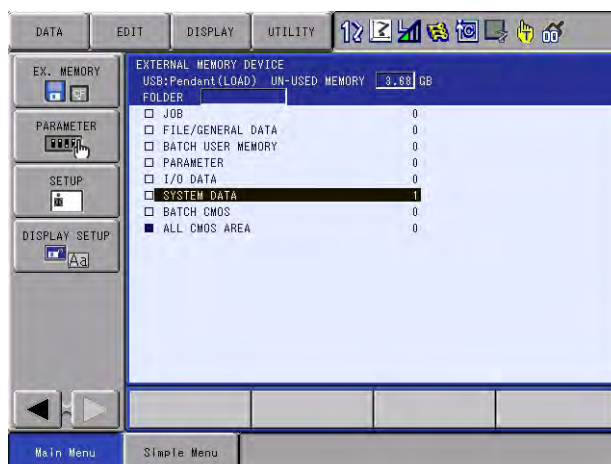 DATA EDIT DISPLAY UTILITY
EX. MEMORY
PARAMETER
SETUP
DISPLAY SETUP
EXTERNAL MEMORY DEVICE
USB:Pendant(LOAD) UN-USED MEMORY 3.68 GB
FOLDER
JOB 0
FILE/GENERAL DATA 0
BATCH USER MEMORY 0
PARAMETER 0
I/O DATA 0
SYSTEM DATA 1
BATCH CMOS 0
ALL CMOS AREA 0
Main Menu Simple Menu